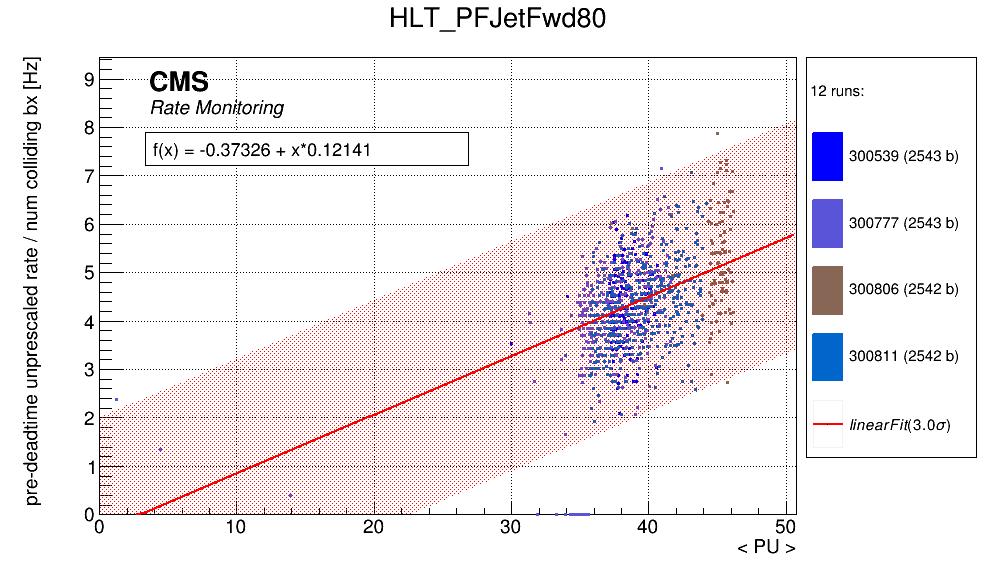 HLT_PFJetFwd80
pre-deadtime unprescaled rate / num colliding bx [Hz]
CMS
Rate Monitoring
f(x) = -0.37326 + x*0.12141
9
8
7
6
5
4
3
2
1
0
0 10 20 30 40 50
< PU >
12 runs:
300539 (2543 b)
300777 (2543 b)
300806 (2542 b)
300811 (2542 b)
linearFit(3.0σ)